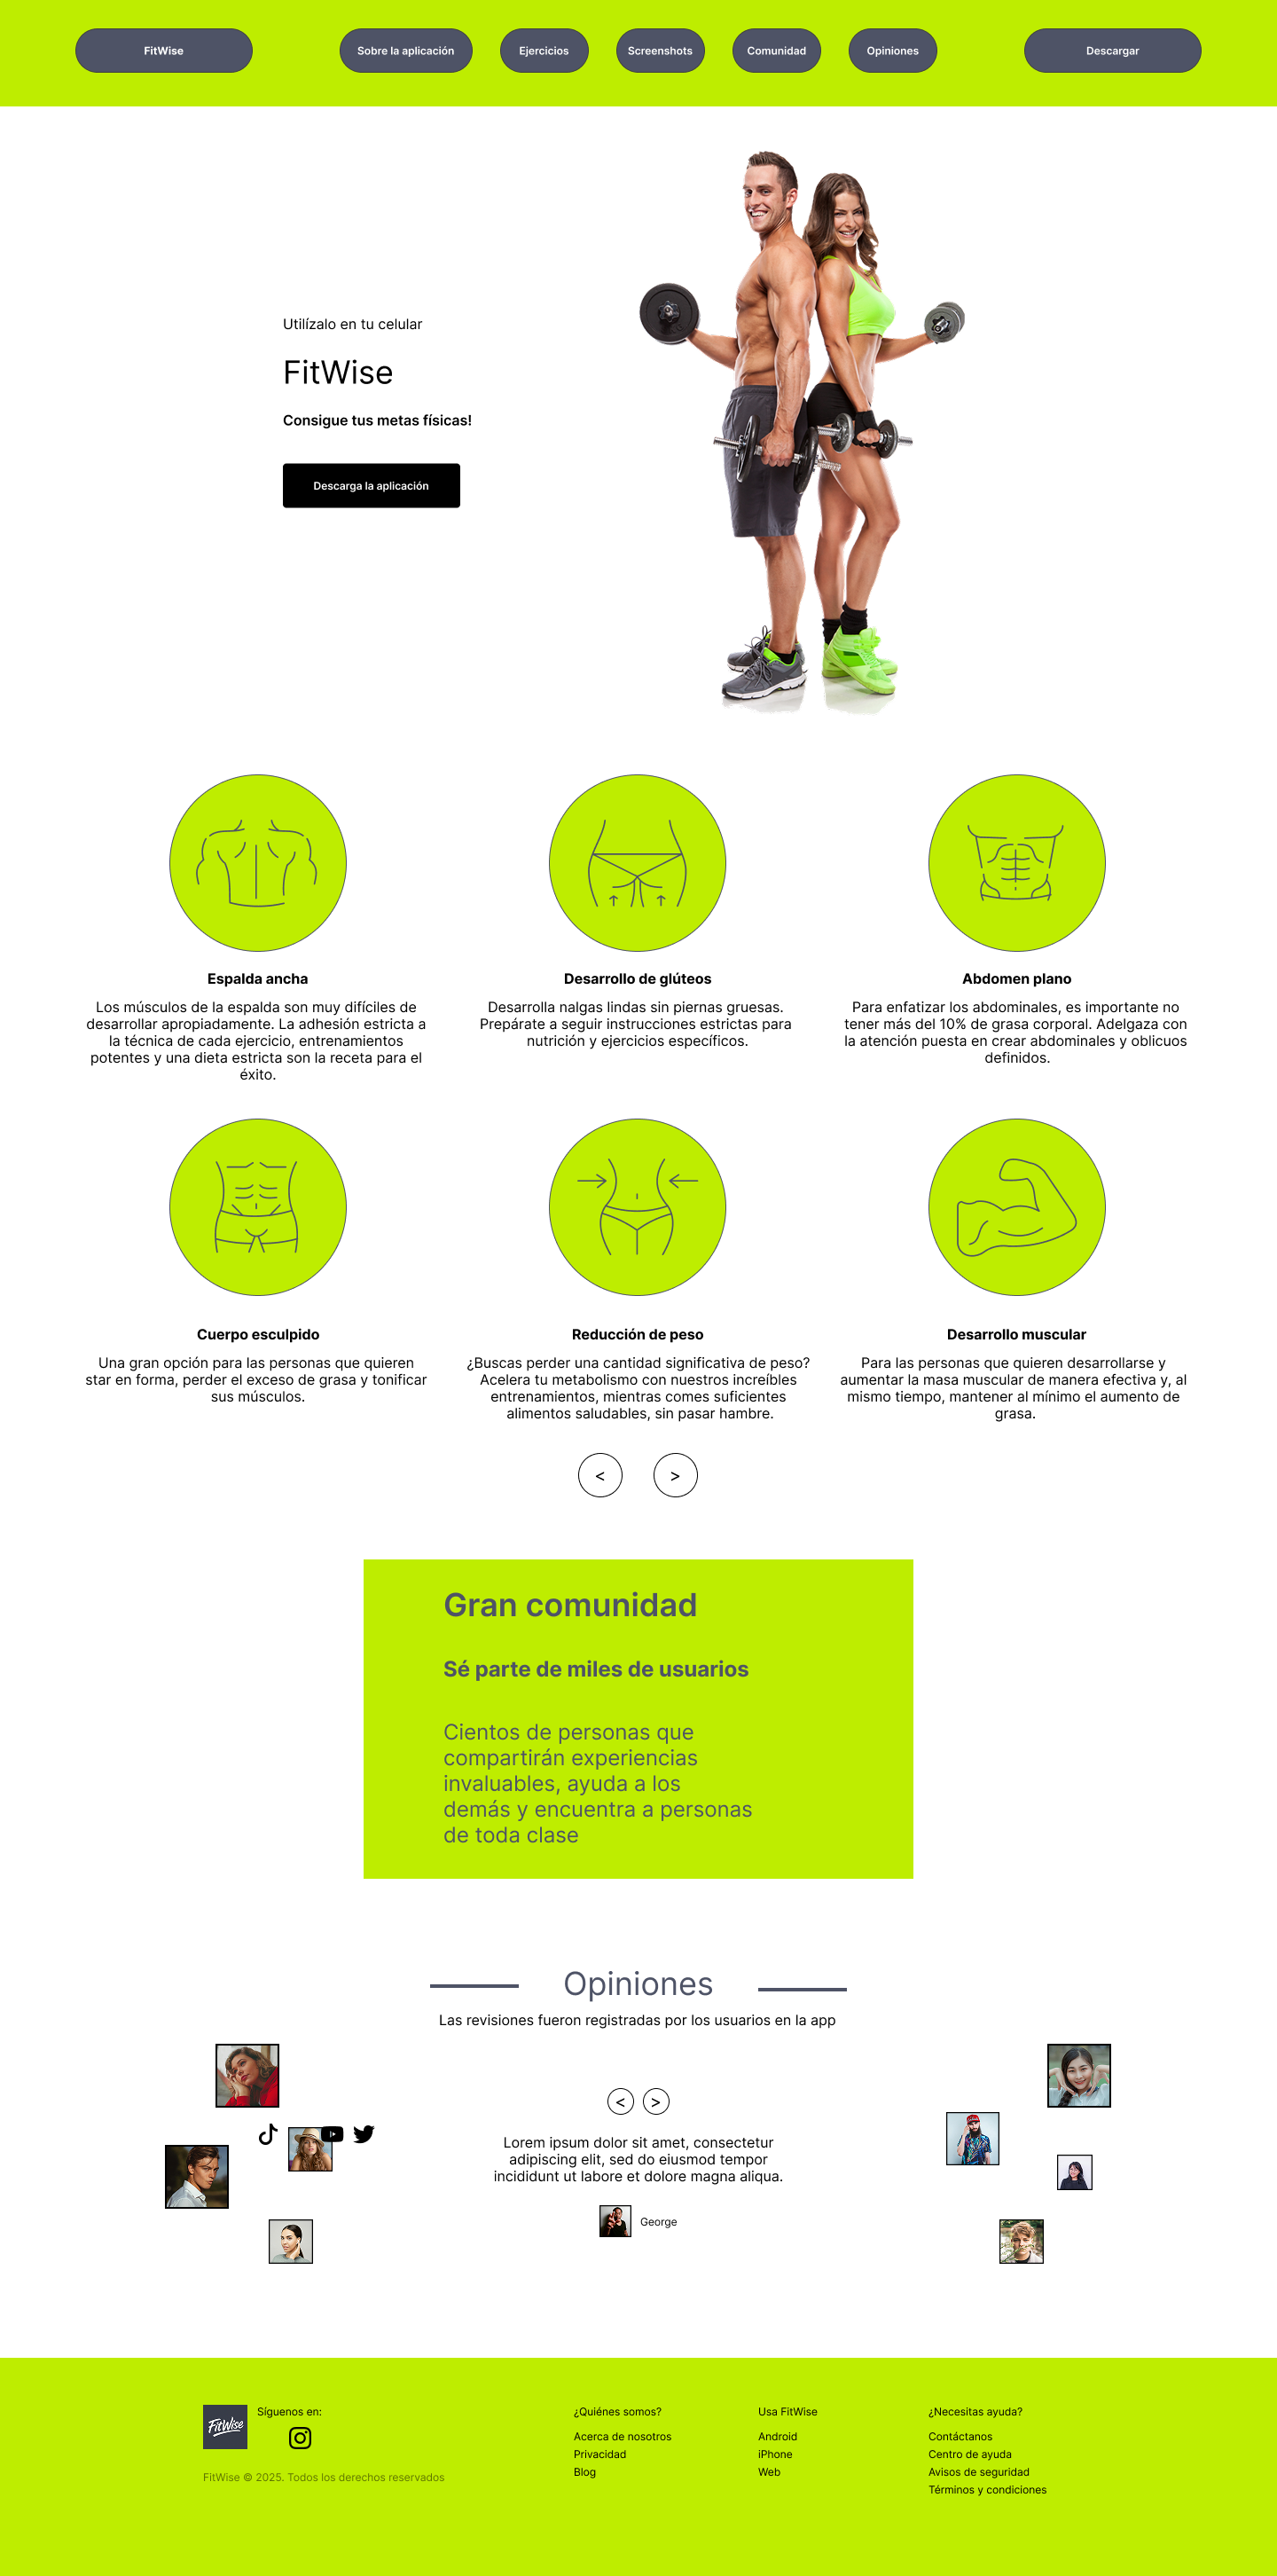 FitWise
Sobre la aplicación
Ejercicios
Screenshots
Comunidad
Opiniones
Descargar
Utilízalo en tu celular
FitWise
Consigue tus metas físicas!
Descarga la aplicación
Espalda ancha
Los músculos de la espalda son muy difíciles de
desarrollar apropiadamente. La adhesión estricta a
la técnica de cada ejercicio, entrenamientos
potentes y una dieta estricta son la receta para el
éxito.
Desarrollo de glúteos
Desarrolla nalgas lindas sin piernas gruesas.
Prepárate a seguir instrucciones estrictas para
nutrición y ejercicios específicos.
Abdomen plano
Para enfatizar los abdominales, es importante no
tener más del 10% de grasa corporal. Adelgaza con
la atención puesta en crear abdominales y oblicuos
definidos.
Cuerpo esculpido
Una gran opción para las personas que quieren
star en forma, perder el exceso de grasa y tonificar
sus músculos.
Reducción de peso
¿Buscas perder una cantidad significativa de peso?
Acelera tu metabolismo con nuestros increíbles
entrenamientos, mientras comes suficientes
alimentos saludables, sin pasar hambre.
Desarrollo muscular
Para las personas que quieren desarrollarse y
aumentar la masa muscular de manera efectiva y, al
mismo tiempo, mantener al mínimo el aumento de
grasa.
< >
Gran comunidad
Sé parte de miles de usuarios
Cientos de personas que
compartirán experiencias
invaluables, ayuda a los
demás y encuentra a personas
de toda clase
Opiniones
Las revisiones fueron registradas por los usuarios en la app
< >
Lorem ipsum dolor sit amet, consectetur
adipiscing elit, sed do eiusmod tempor
incididunt ut labore et dolore magna aliqua.
George
FitWise
Síguenos en:
FitWise © 2025. Todos los derechos reservados
¿Quiénes somos?
Acerca de nosotros
Privacidad
Blog
Usa FitWise
Android
iPhone
Web
¿Necesitas ayuda?
Contáctanos
Centro de ayuda
Avisos de seguridad
Términos y condiciones